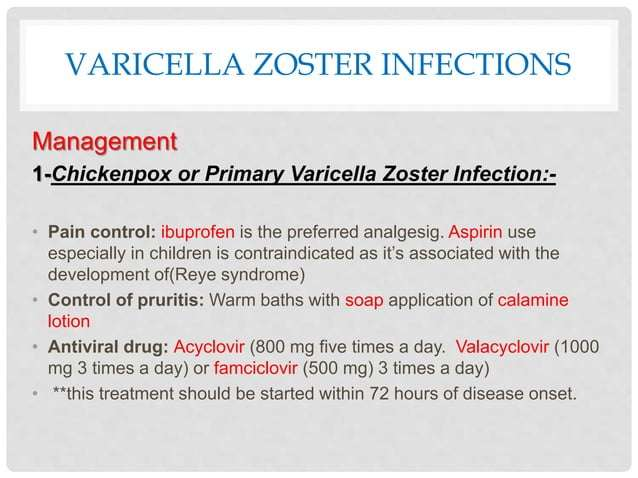 VARICELLA ZOSTER INFECTIONS
Management
1-Chickenpox or Primary Varicella Zoster Infection:-
• Pain control: ibuprofen is the preferred analgesig. Aspirin use
especially in children is contraindicated as it’s associated with the
development of(Reye syndrome)
• Control of pruritis: Warm baths with soap application of calamine
lotion
• Antiviral drug: Acyclovir (800 mg five times a day. Valacyclovir (1000
mg 3 times a day) or famciclovir (500 mg) 3 times a day)
• **this treatment should be started within 72 hours of disease onset.